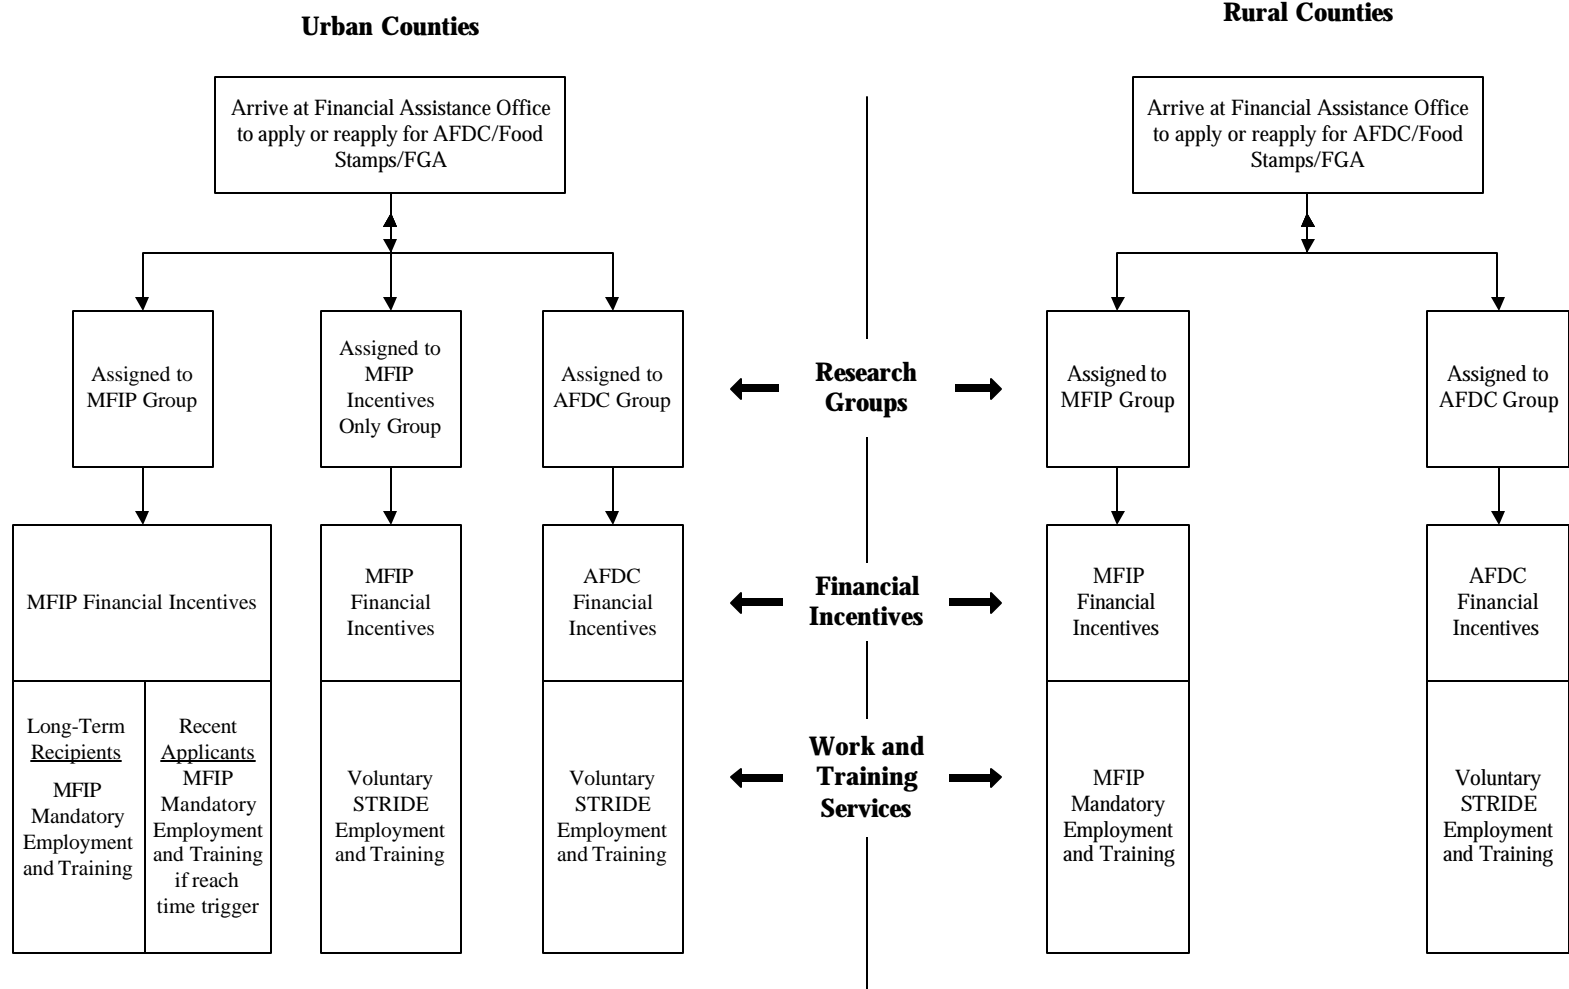 Urban Counties
Rural Counties
Arrive at Financial Assistance Office
to apply or reapply for AFDC/Food
Stamps/FGA
Arrive at Financial Assistance Office
to apply or reapply for AFDC/Food
Stamps/FGA
Assigned to
MFIP Group
Assigned to
MFIP
Incentives
Only Group
Assigned to
AFDC Group
Research
Groups
Assigned to
MFIP Group
Assigned to
AFDC Group
MFIP Financial Incentives
MFIP
Financial
Incentives
AFDC
Financial
Incentives
Financial
Incentives
MFIP
Financial
Incentives
AFDC
Financial
Incentives
Long-Term
Recipients
MFIP
Mandatory
Employment
and Training
Recent
Applicants
MFIP
Mandatory
Employment
and Training
if reach
time trigger
Voluntary
STRIDE
Employment
and Training
Voluntary
STRIDE
Employment
and Training
Work and
Training
Services
MFIP
Mandatory
Employment
and Training
Voluntary
STRIDE
Employment
and Training